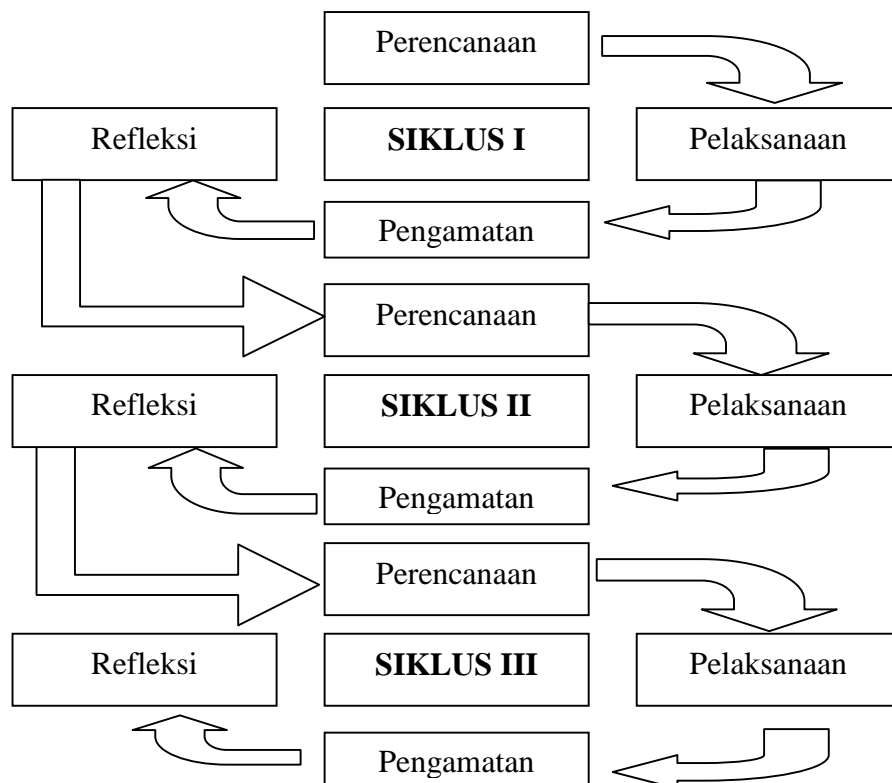 Perencanaan
Refleksi
SIKLUS I
Pelaksanaan
Pengamatan
Perencanaan
Refleksi
SIKLUS II
Pelaksanaan
Pengamatan
Perencanaan
Refleksi
SIKLUS III
Pelaksanaan
Pengamatan